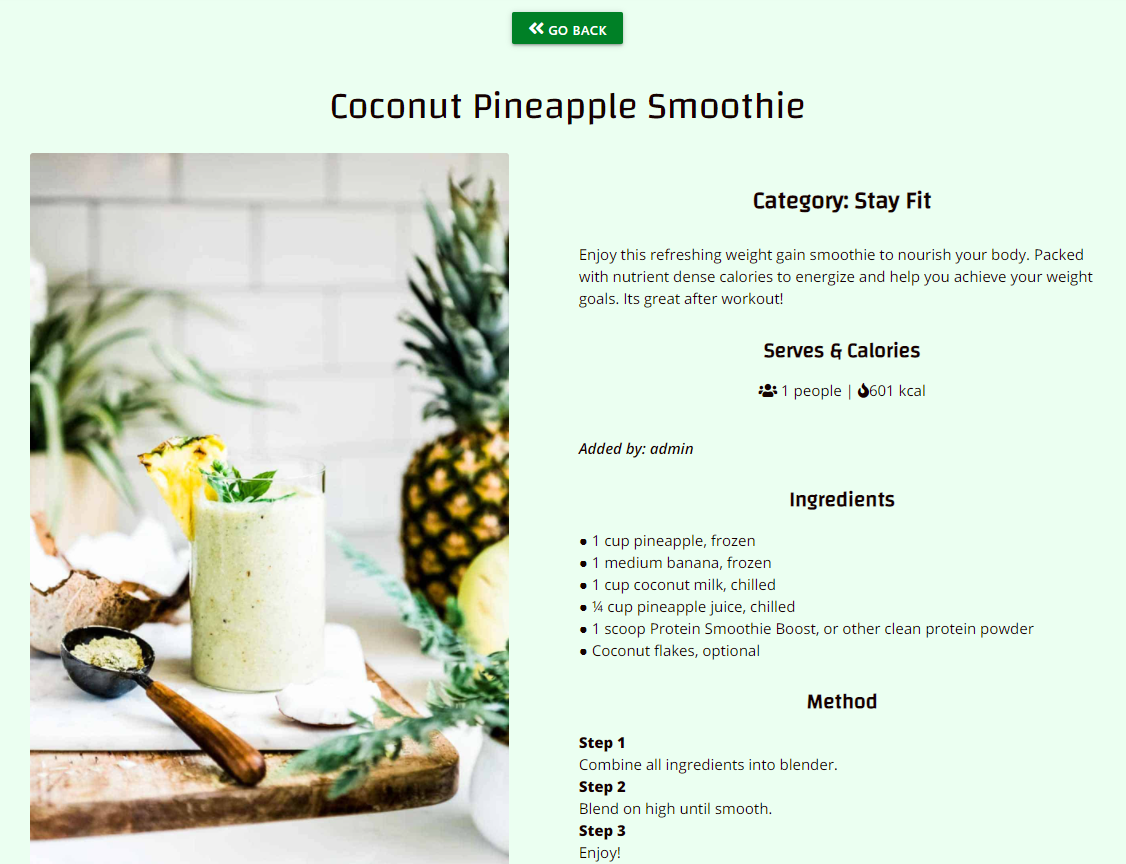 GO BACK
Coconut Pineapple Smoothie
Category: Stay Fit
Enjoy this refreshing weight gain smoothie to nourish your body. Packed
with nutrient dense calories to energize and help you achieve your weight
goals. Its great after workout!
Serves & Calories
1 people | 601 kcal
Added by: admin
Ingredients
● 1 cup pineapple, frozen
● 1 medium banana, frozen
● 1 cup coconut milk, chilled
● ¼ cup pineapple juice, chilled
● 1 scoop Protein Smoothie Boost, or other clean protein powder
● Coconut flakes, optional
Method
Step 1
Combine all ingredients into blender.
Step 2
Blend on high until smooth.
Step 3
Enjoy!